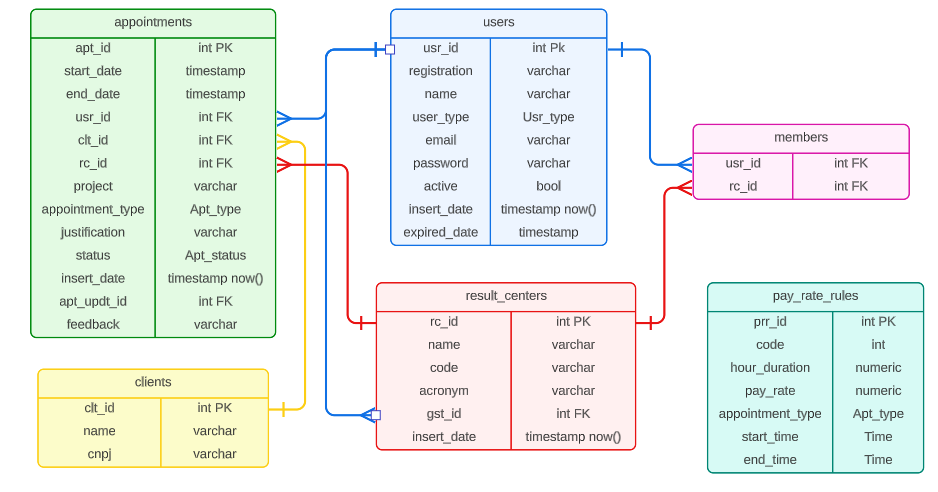 appointments
apt_id int PK
start_date timestamp
end_date timestamp
usr_id int FK
clt_id int FK
rc_id int FK
project varchar
appointment_type Apt_type
justification varchar
status Apt_status
insert_date timestamp now()
apt_updt_id int FK
feedback varchar
users
usr_id int Pk
registration varchar
name varchar
user_type Usr_type
email varchar
password varchar
active bool
insert_date timestamp now()
expired_date timestamp
members
usr_id int FK
rc_id int FK
clients
clt_id int PK
name varchar
cnpj varchar
result_centers
rc_id int PK
name varchar
code varchar
acronym varchar
gst_id int FK
insert_date timestamp now()
pay_rate_rules
prr_id int PK
code int
hour_duration numeric
pay_rate numeric
appointment_type Apt_type
start_time Time
end_time Time